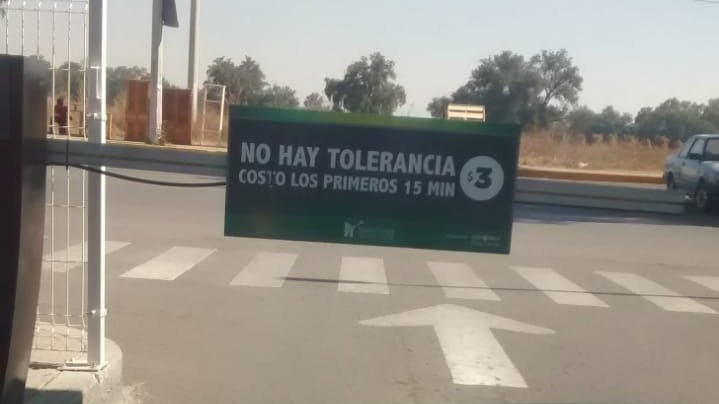 NO HAY TOLERANCIA
COSTO LOS PRIMEROS 15 MIN
$3